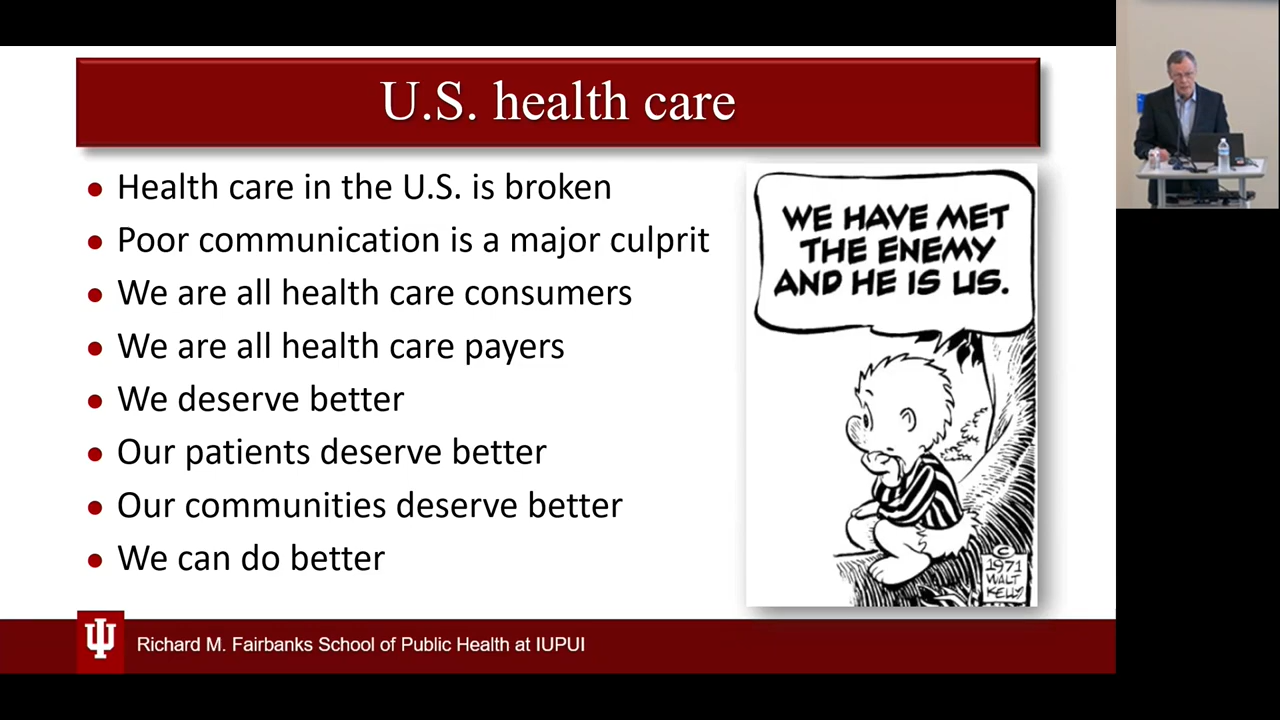 U.S. health care
Health care in the U.S. is broken
Poor communication is a major culprit
We are all health care consumers
We are all health care payers
We deserve better
Our patients deserve better
Our communities deserve better
We can do better
WE HAVE MET
THE ENEMY
AND HE IS US.
©
1971
WALT
KELLY
Richard M. Fairbanks School of Public Health at IUPUI